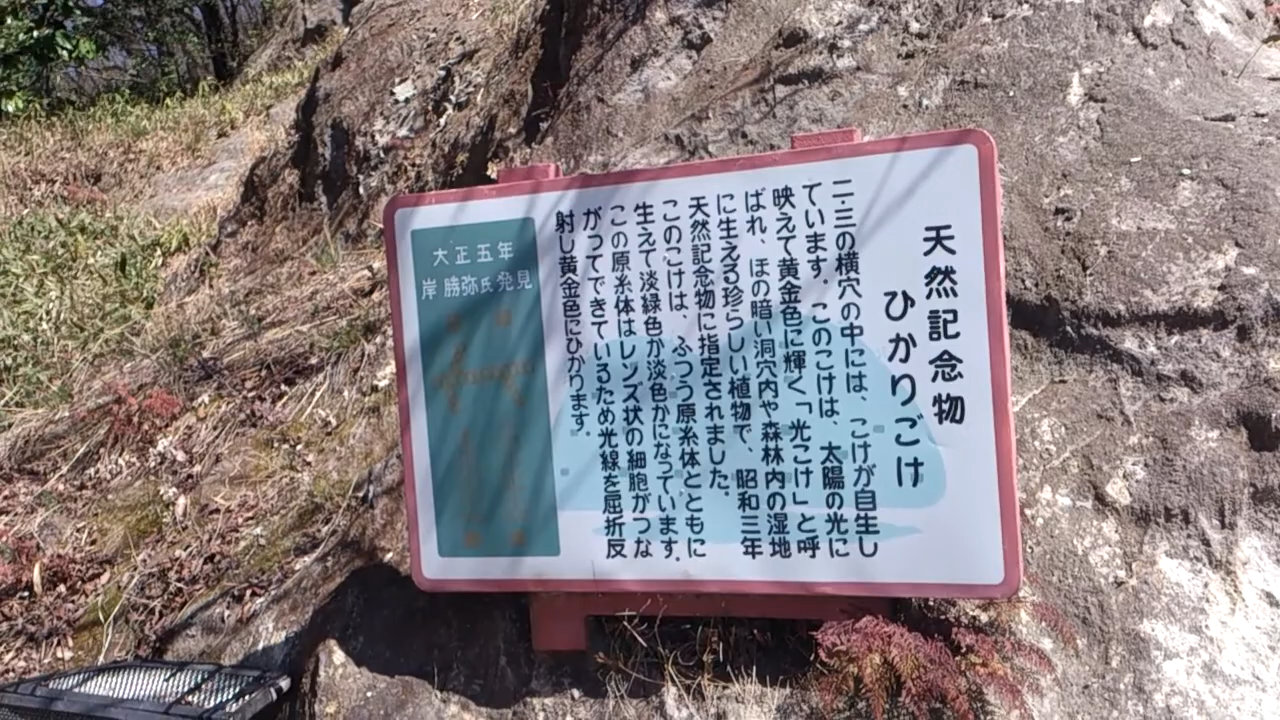 天然記念物
ひかりごけ
二・三の横穴の中には、こけが自生し
ています。このこけは、太陽の光に
映えて黄金色に輝く「光こけ」と呼
ばれ、ほの暗い洞穴内や森林内の湿地
に生える珍らしい植物で、昭和三年
天然記念物に指定されました。
このこけは、ふつう原糸体とともに
生えて淡緑色か淡色かになっています。
この原糸体はレンズ状の細胞がつな
がつてできているため光線を屈折反
射し黄金色にひかります。
大正五年
岸 勝弥氏発見